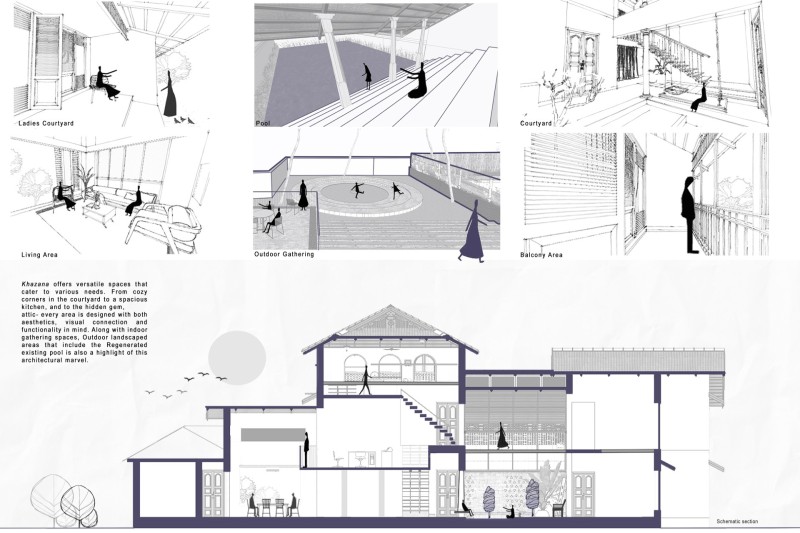 Ladies Courtyard
Pool
Courtyard
Living Area
Outdoor Gathering
Balcony Area
Khazana offers versatile spaces that
cater to various needs. From cozy
corners in the courtyard to a spacious
kitchen, and to the hidden gem,
attic- every area is designed with both
aesthetics, visual connection and
functionality in mind. Along with indoor
gathering spaces, Outdoor landscaped
areas that include the Regenerated
existing pool is also a highlight of this
architectural marvel.
Schematic section